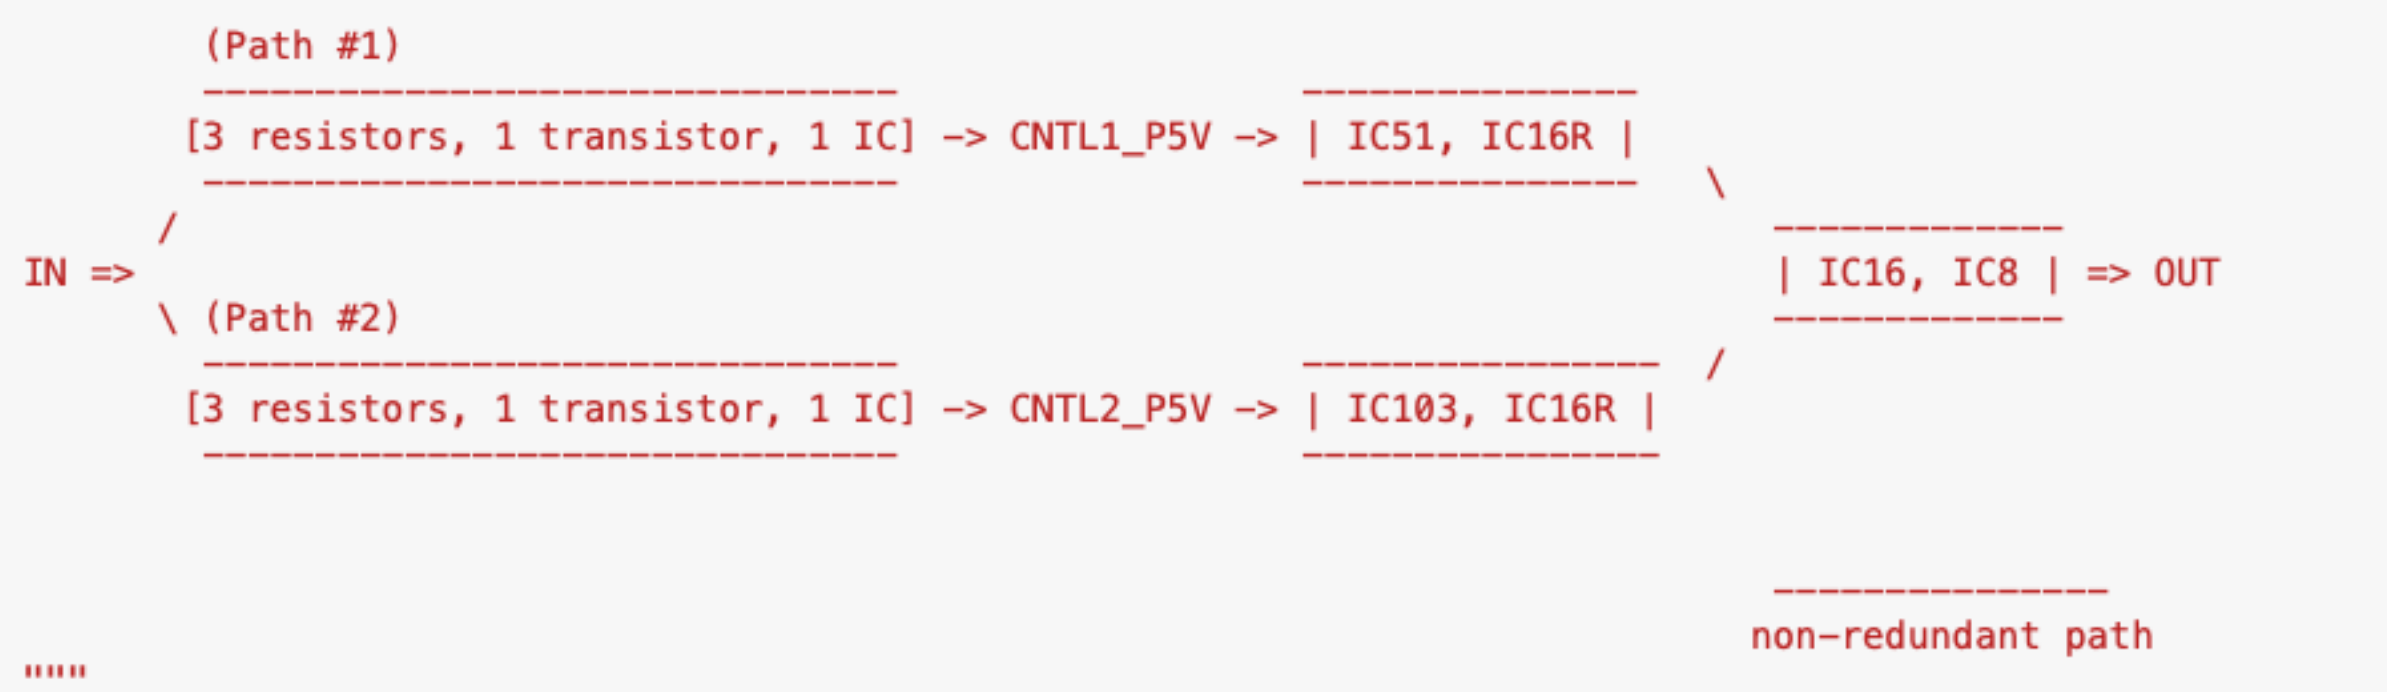 (Path #1)
-------------------------------                  ---------------
[3 resistors, 1 transistor, 1 IC] -> CNTL1_P5V -> | IC51, IC16R |
-------------------------------                  ---------------   \
/                                                                     -------------
IN =>                                                                         | IC16, IC8 | => OUT
\ (Path #2)                                                           -------------
-------------------------------                  ----------------  /
[3 resistors, 1 transistor, 1 IC] -> CNTL2_P5V -> | IC103, IC16R |
-------------------------------                  ----------------
---------------
non-redundant path
"""